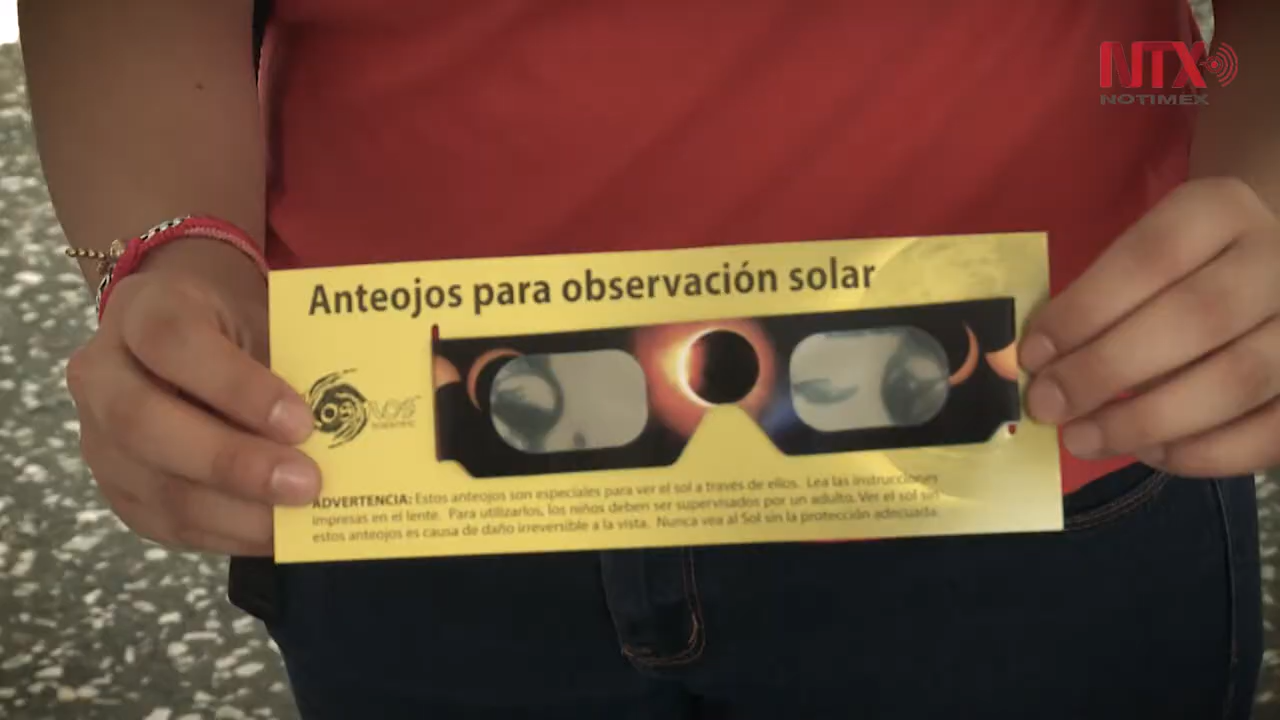 NTX
NOTIMEX
Anteojos para observación solar
ADVERTENCIA: Estos anteojos son especiales para ver el sol a través de ellos. Lea las instrucciones
impresas en el lente. Para utilizarlos, los niños deben ser supervisados por un adulto. Ver el sol sin
estos anteojos es causa de daño irreversible a la vista. Nunca vea al Sol sin la protección adecuada.